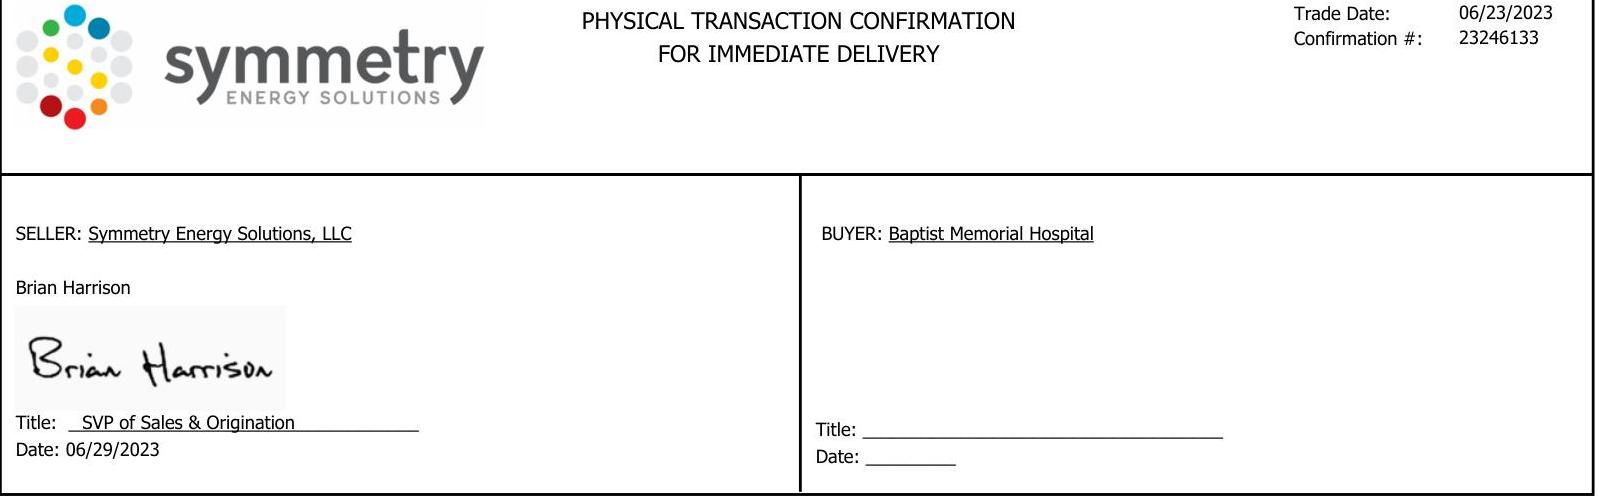 symmetry
ENERGY SOLUTIONS
PHYSICAL TRANSACTION CONFIRMATION
FOR IMMEDIATE DELIVERY
Trade Date: 06/23/2023
Confirmation #: 23246133
SELLER: Symmetry Energy Solutions, LLC
Brian Harrison
Brian Harrison
Title: SVP of Sales & Origination
Date: 06/29/2023
BUYER: Baptist Memorial Hospital
Title:
Date: